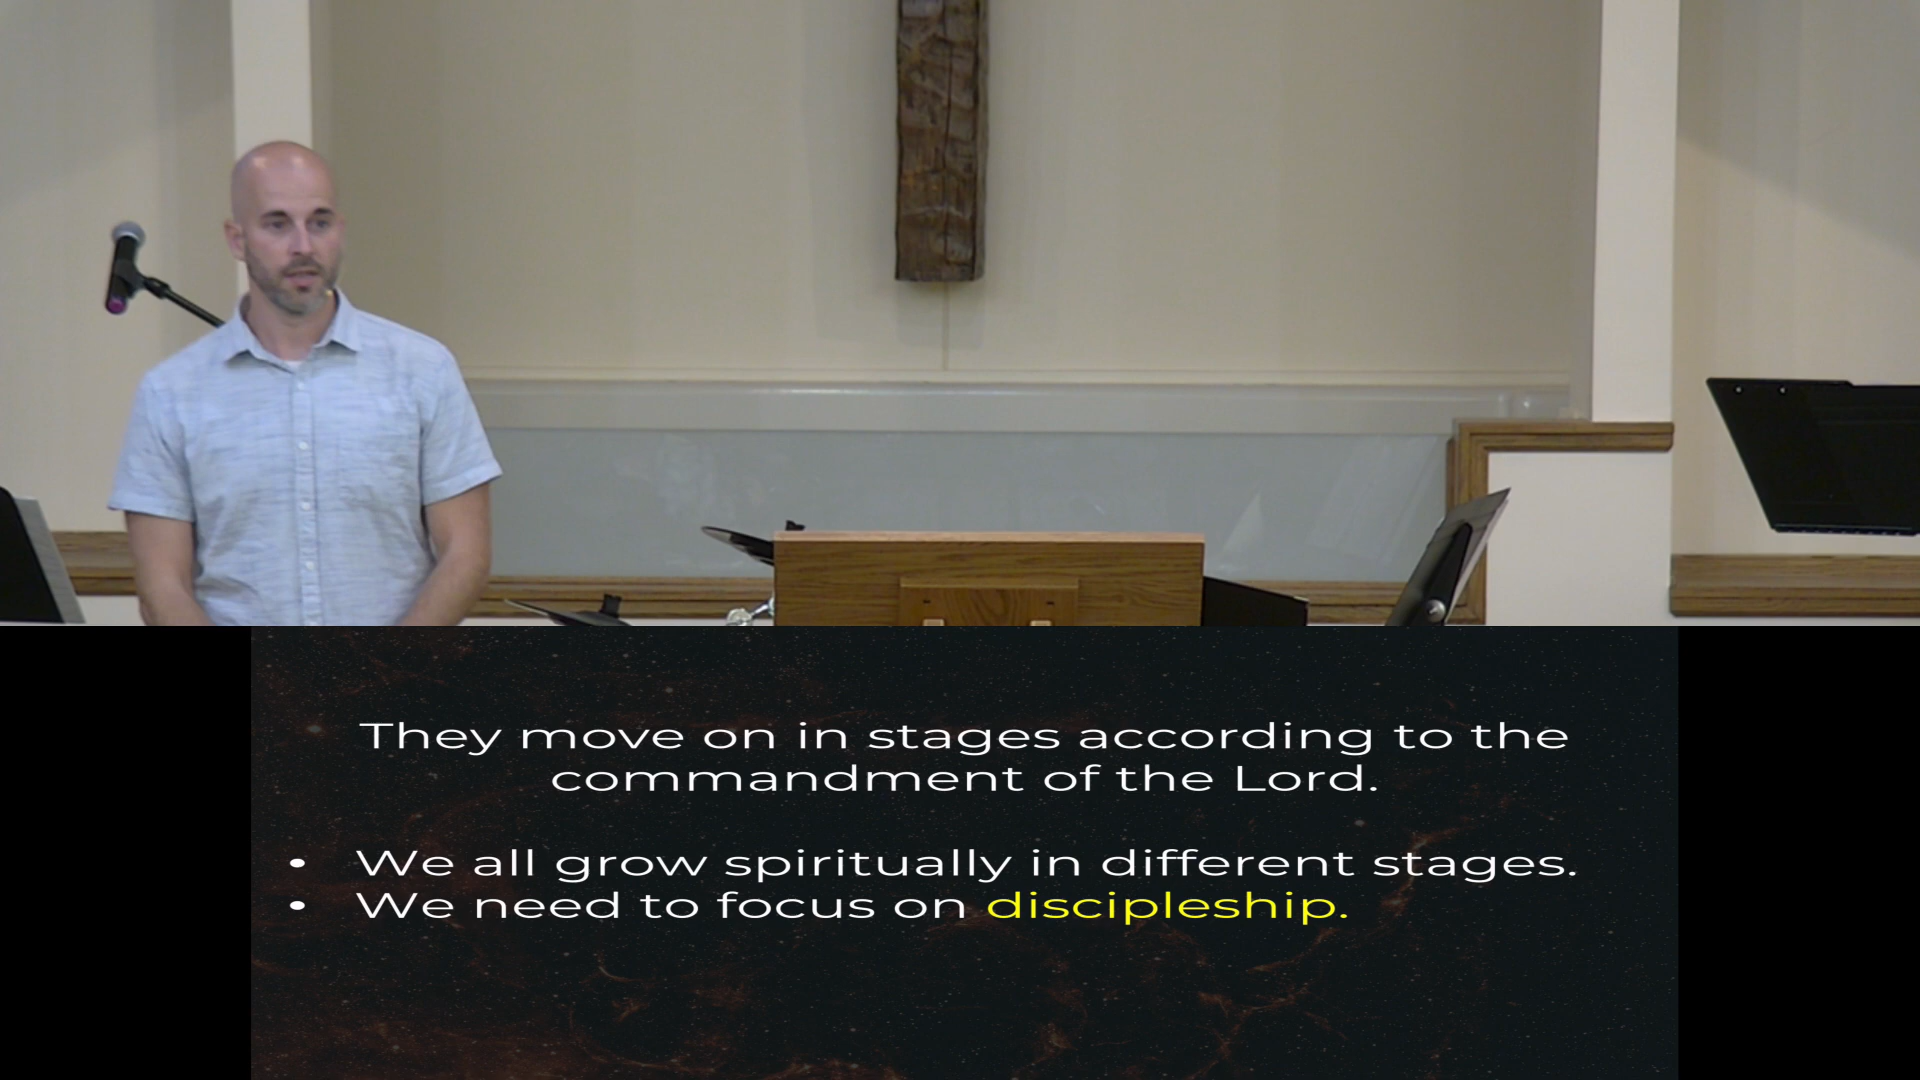 They move on in stages according to the
commandment of the Lord.
• We all grow spiritually in different stages.
• We need to focus on discipleship.